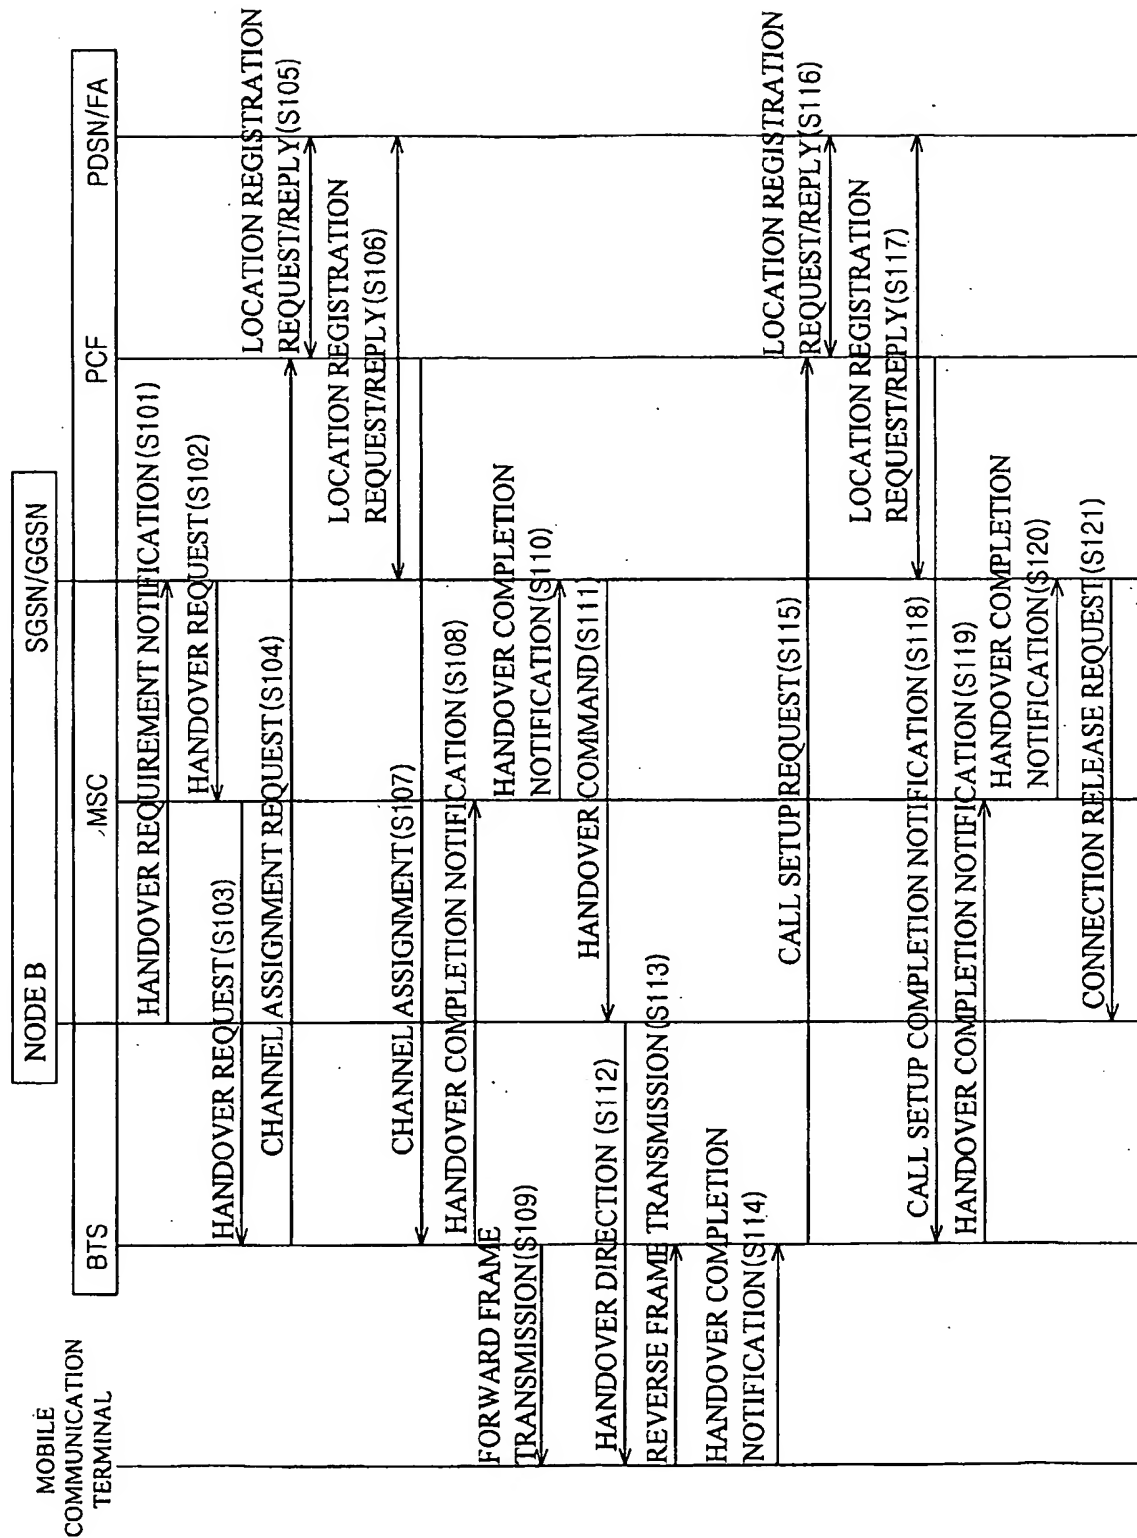 MOBILE
COMMUNICATION
TERMINAL
BTS
NODE B
MSC
SGSN/GGSN
PCF
PDSN/FA
HANDOVER REQUIREMENT NOTIFICATION(S101)
HANDOVER REQUEST(S102)
HANDOVER REQUEST(S103)
CHANNEL ASSIGNMENT REQUEST(S104)
LOCATION REGISTRATION
REQUEST/REPLY(S105)
LOCATION REGISTRATION
REQUEST/REPLY(S106)
CHANNEL ASSIGNMENT(S107)
HANDOVER COMPLETION NOTIFICATION(S108)
FORWARD FRAME
TRANSMISSION(S109)
HANDOVER COMPLETION
NOTIFICATION(S110)
HANDOVER COMMAND(S111)
HANDOVER DIRECTION (S112)
REVERSE FRAME TRANSMISSION(S113)
HANDOVER COMPLETION
NOTIFICATION(S114)
CALL SETUP REQUEST(S115)
LOCATION REGISTRATION
REQUEST/REPLY(S116)
LOCATION REGISTRATION
REQUEST/REPLY(S117)
CALL SETUP COMPLETION NOTIFICATION(S118)
HANDOVER COMPLETION NOTIFICATION(S119)
HANDOVER COMPLETION
NOTIFICATION(S120)
CONNECTION RELEASE REQUEST(S121)